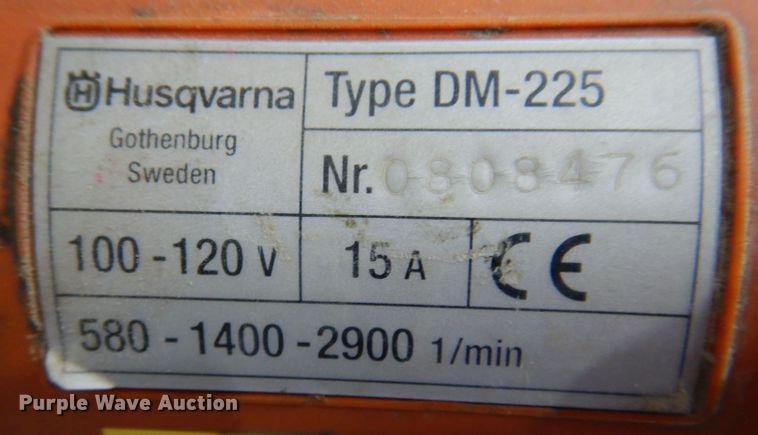 Husqvarna
Gothenburg
Sweden
Type DM-225
Nr. 0808476
100 - 120 V
15 A
CE
580 - 1400 - 2900 1/min
Purple Wave Auction